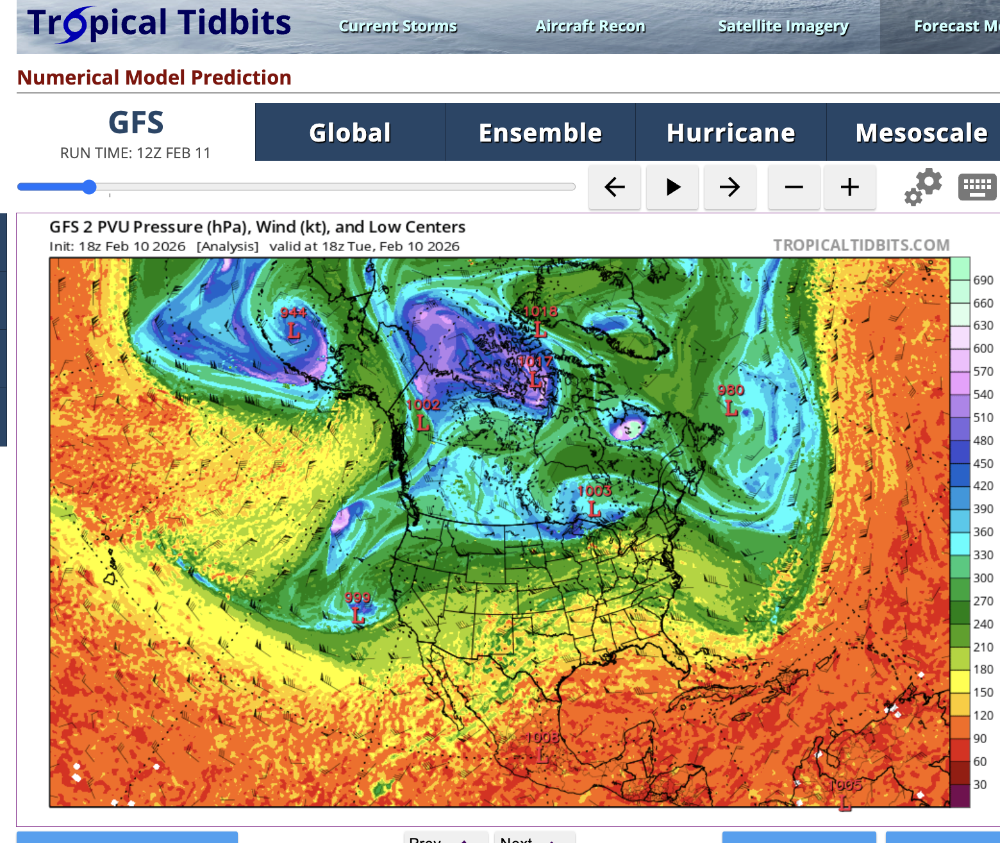 Tropical Tidbits
Current Storms
Aircraft Recon
Satellite Imagery
Forecast Mo
Numerical Model Prediction
GFS
RUN TIME: 12Z FEB 11
Global
Ensemble
Hurricane
Mesoscale
GFS 2 PVU Pressure (hPa), Wind (kt), and Low Centers
Init: 18z Feb 10 2026 [Analysis] valid at 18z Tue, Feb 10 2026
TROPICALTIDBITS.COM
944
L
1018
L
1017
L
1002
L
980
L
1003
L
999
L
1008
L
1005
L
690
660
630
600
570
540
510
480
450
420
390
360
330
300
270
240
210
180
150
120
90
60
30
Prev
Next